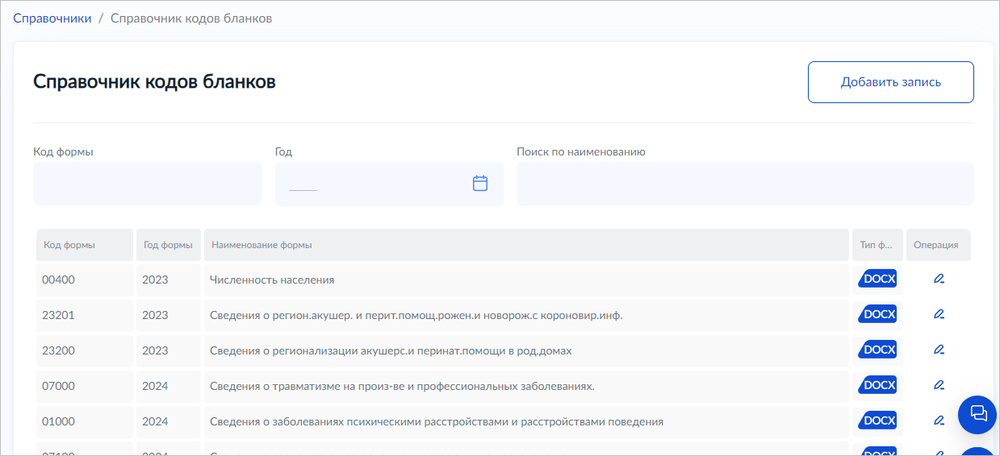 Справочники / Справочник кодов бланков
Справочник кодов бланков
Добавить запись
Код формы Год Поиск по наименованию
Код формы Год формы Наименование формы Тип ф... Операция
00400 2023 Численность населения DOCX
23201 2023 Сведения о регион.акушер. и перит.помощ.рожен.и новорож.с короновир.инф. DOCX
23200 2023 Сведения о регионализации акушерс.и перинат.помощи в род.домах DOCX
07000 2024 Сведения о травматизме на произ-ве и профессиональных заболеваниях. DOCX
01000 2024 Сведения о заболеваниях психическими расстройствами и расстройствами поведения DOCX
DOCX